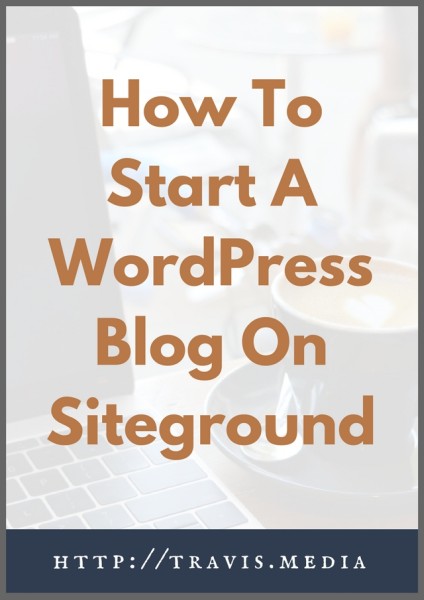 How To
Start A
WordPress
Blog On
Siteground
HTTP://TRAVIS.MEDIA